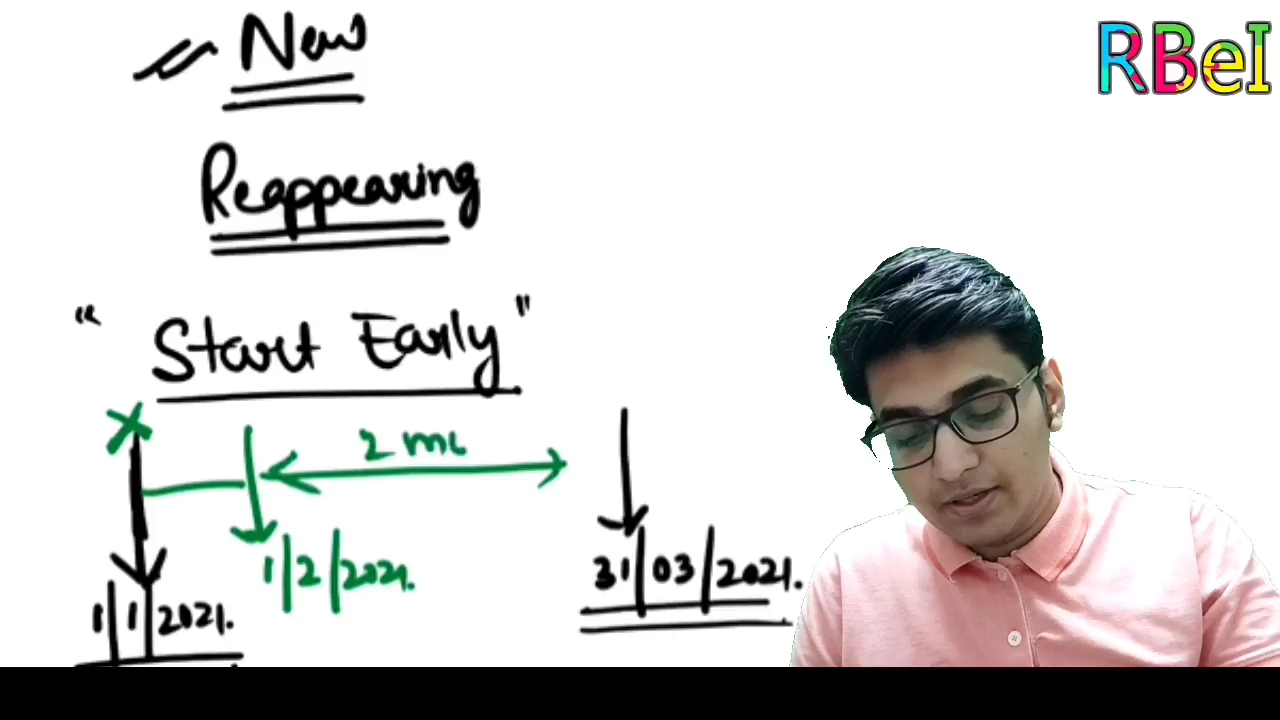 RBeI
New
Reappearing
"Start Early"
2 m
1|2|2021.
31|03|2021.
1|1|2021.